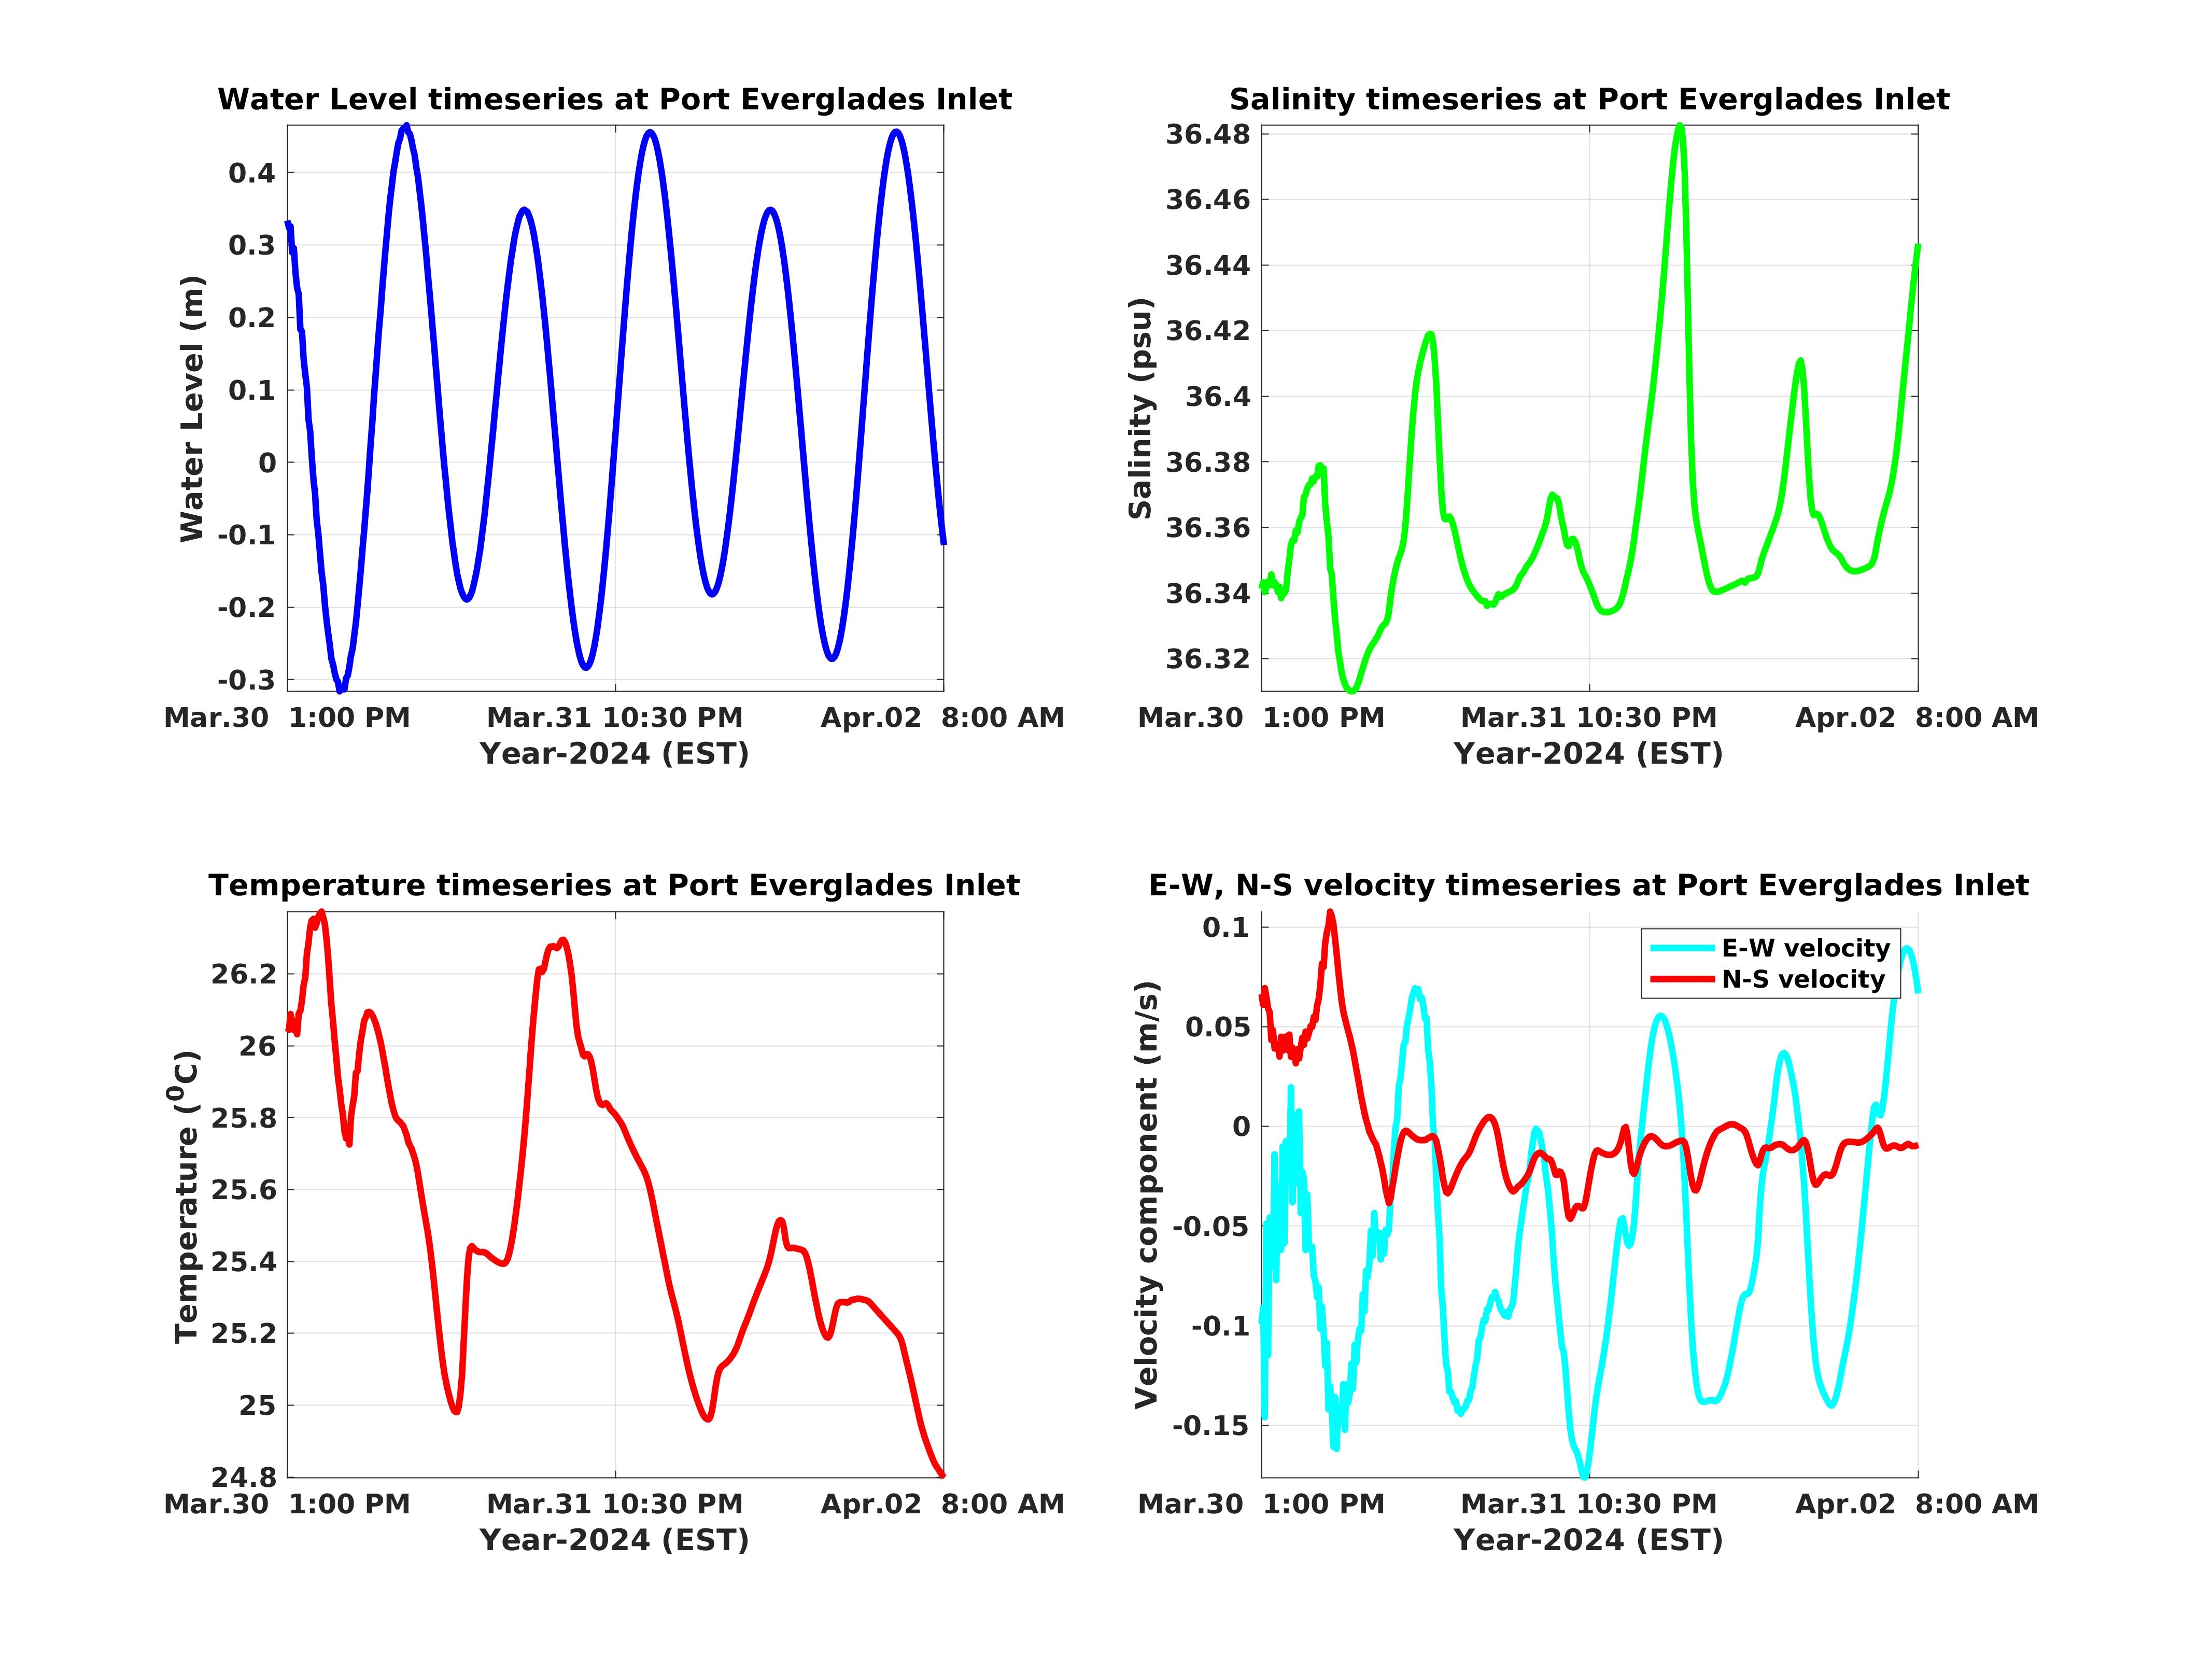 Water Level timeseries at Port Everglades Inlet
Water Level (m)
0.4
0.3
0.2
0.1
0
-0.1
-0.2
-0.3
Mar.30 1:00 PM Mar.31 10:30 PM Apr.02 8:00 AM
Year-2024 (EST)
Salinity timeseries at Port Everglades Inlet
Salinity (psu)
36.48
36.46
36.44
36.42
36.4
36.38
36.36
36.34
36.32
Mar.30 1:00 PM Mar.31 10:30 PM Apr.02 8:00 AM
Year-2024 (EST)
Temperature timeseries at Port Everglades Inlet
Temperature (⁰C)
26.2
26
25.8
25.6
25.4
25.2
25
24.8
Mar.30 1:00 PM Mar.31 10:30 PM Apr.02 8:00 AM
Year-2024 (EST)
E-W, N-S velocity timeseries at Port Everglades Inlet
Velocity component (m/s)
0.1
0.05
0
-0.05
-0.1
-0.15
E-W velocity
N-S velocity
Mar.30 1:00 PM Mar.31 10:30 PM Apr.02 8:00 AM
Year-2024 (EST)